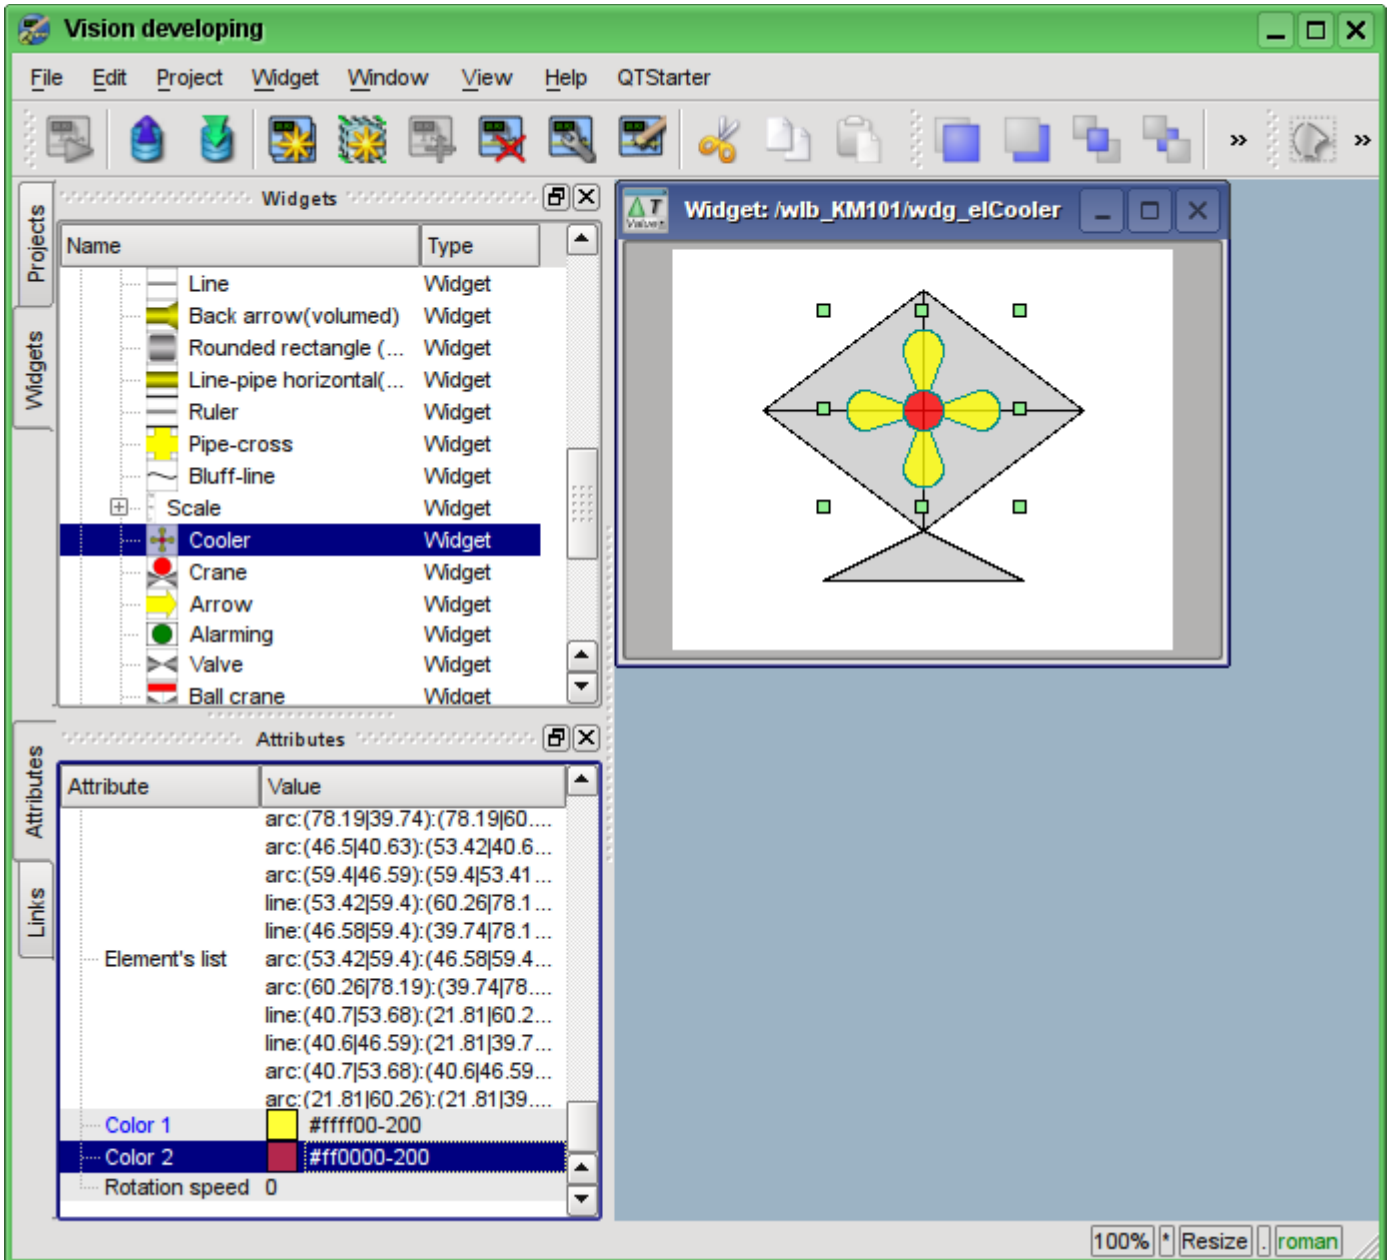 Vision developing
File Edit Project Widget Window View Help QTStarter
» »
Projects
Widgets
Widgets
Name Type
Line Widget
Back arrow(volumed) Widget
Rounded rectangle (... Widget
Line-pipe horizontal(... Widget
Ruler Widget
Pipe-cross Widget
Bluff-line Widget
Scale Widget
Cooler Widget
Crane Widget
Arrow Widget
Alarming Widget
Valve Widget
Ball crane Widget
Widget: /wlb_KM101/wdg_elCooler
Attributes
Links
Attributes
Attribute Value
Element's list
arc:(78.19|39.74):(78.19|60....
arc:(46.5|40.63):(53.42|40.6...
arc:(59.4|46.59):(59.4|53.41...
line:(53.42|59.4):(60.26|78.1...
line:(46.58|59.4):(39.74|78.1...
arc:(53.42|59.4):(46.58|59.4...
arc:(60.26|78.19):(39.74|78....
line:(40.7|53.68):(21.81|60.2...
line:(40.6|46.59):(21.81|39.7...
arc:(40.7|53.68):(40.6|46.59...
arc:(21.81|60.26):(21.81|39....
Color 1 #ffff00-200
Color 2 #ff0000-200
Rotation speed 0
100% * Resize . roman